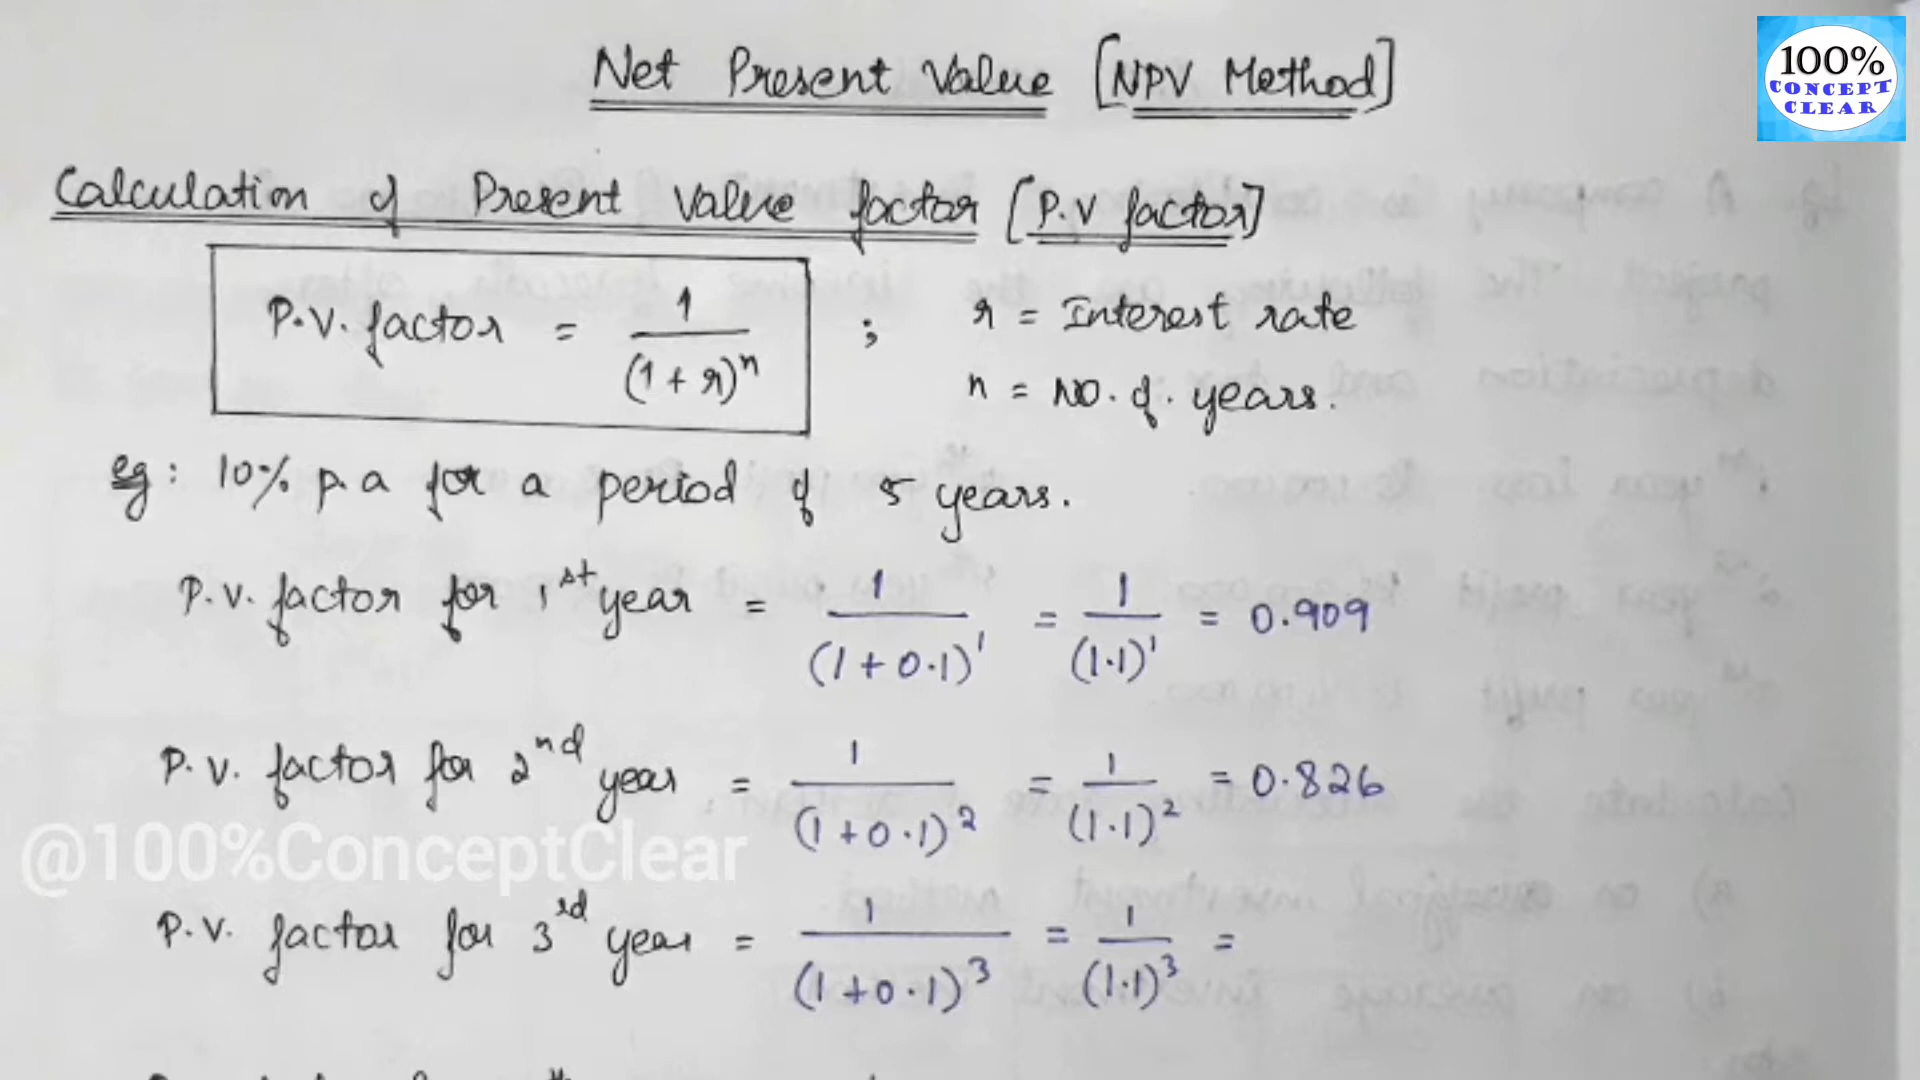 Net Present Value [NPV Method]
100%
CONCEPT
CLEAR
Calculation of Present Value factor [P.V factor]
P.V. factor = 1/(1 + r)^n ; r = Interest rate
n = NO. of. years.
eg: 10% p.a for a period of 5 years.
P.V. factor for 1st year = 1/(1 + 0.1)^1 = 1/(1.1)^1 = 0.909
P.V. factor for 2nd year = 1/(1 + 0.1)^2 = 1/(1.1)^2 = 0.826
@100%ConceptClear
P.V. factor for 3rd year = 1/(1 + 0.1)^3 = 1/(1.1)^3 =